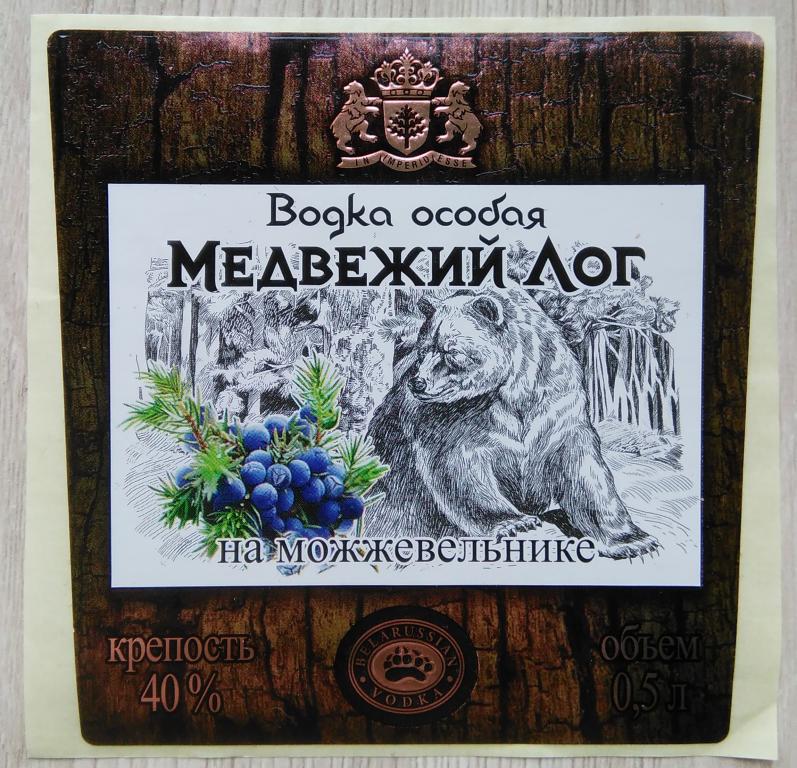 IN IMPERIO ESSE
Водка особая
МЕДВЕЖИЙ ЛОГ
на можжевельнике
крепость
40 %
BELARUSSIAN
VODKA
объем
0,5 л